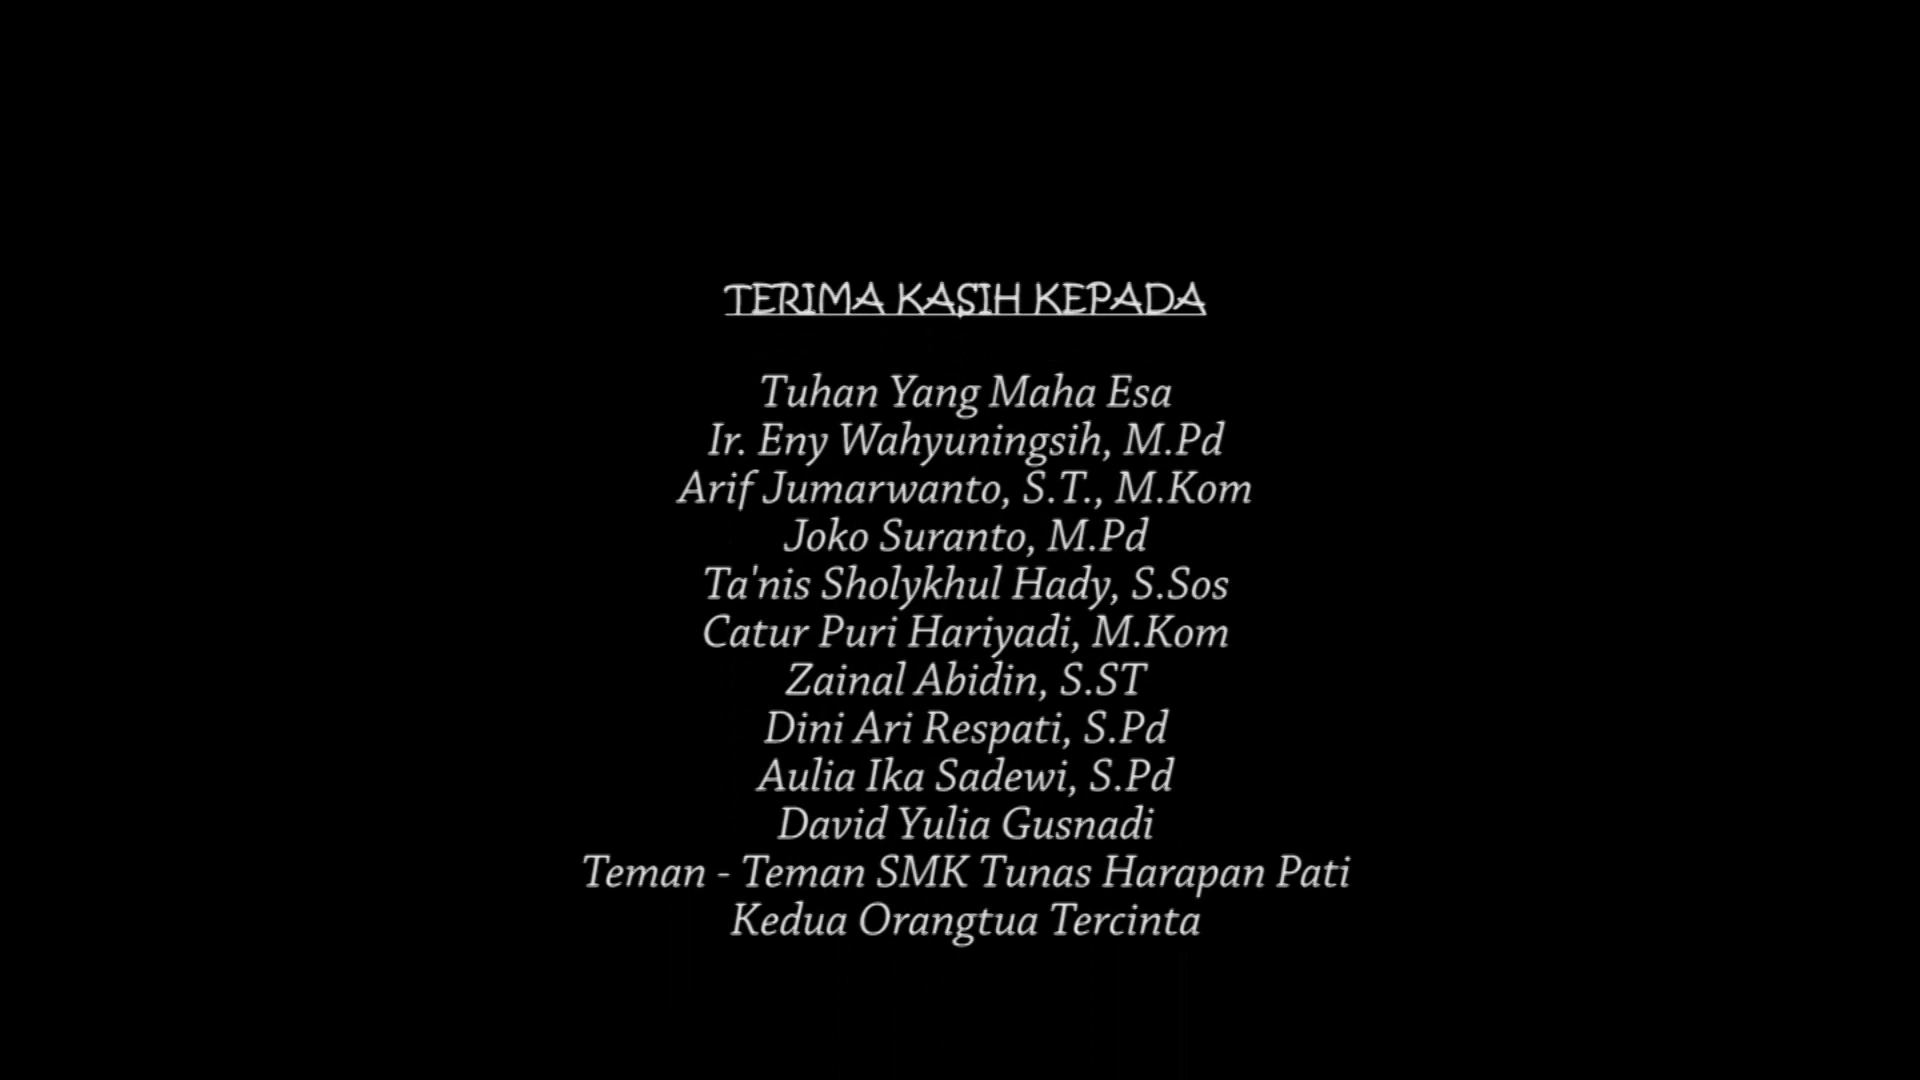 TERIMA KASIH KEPADA
Tuhan Yang Maha Esa
Ir. Eny Wahyuningsih, M.Pd
Arif Jumarwanto, S.T., M.Kom
Joko Suranto, M.Pd
Ta'nis Sholykhul Hady, S.Sos
Catur Puri Hariyadi, M.Kom
Zainal Abidin, S.ST
Dini Ari Respati, S.Pd
Aulia Ika Sadewi, S.Pd
David Yulia Gusnadi
Teman - Teman SMK Tunas Harapan Pati
Kedua Orangtua Tercinta